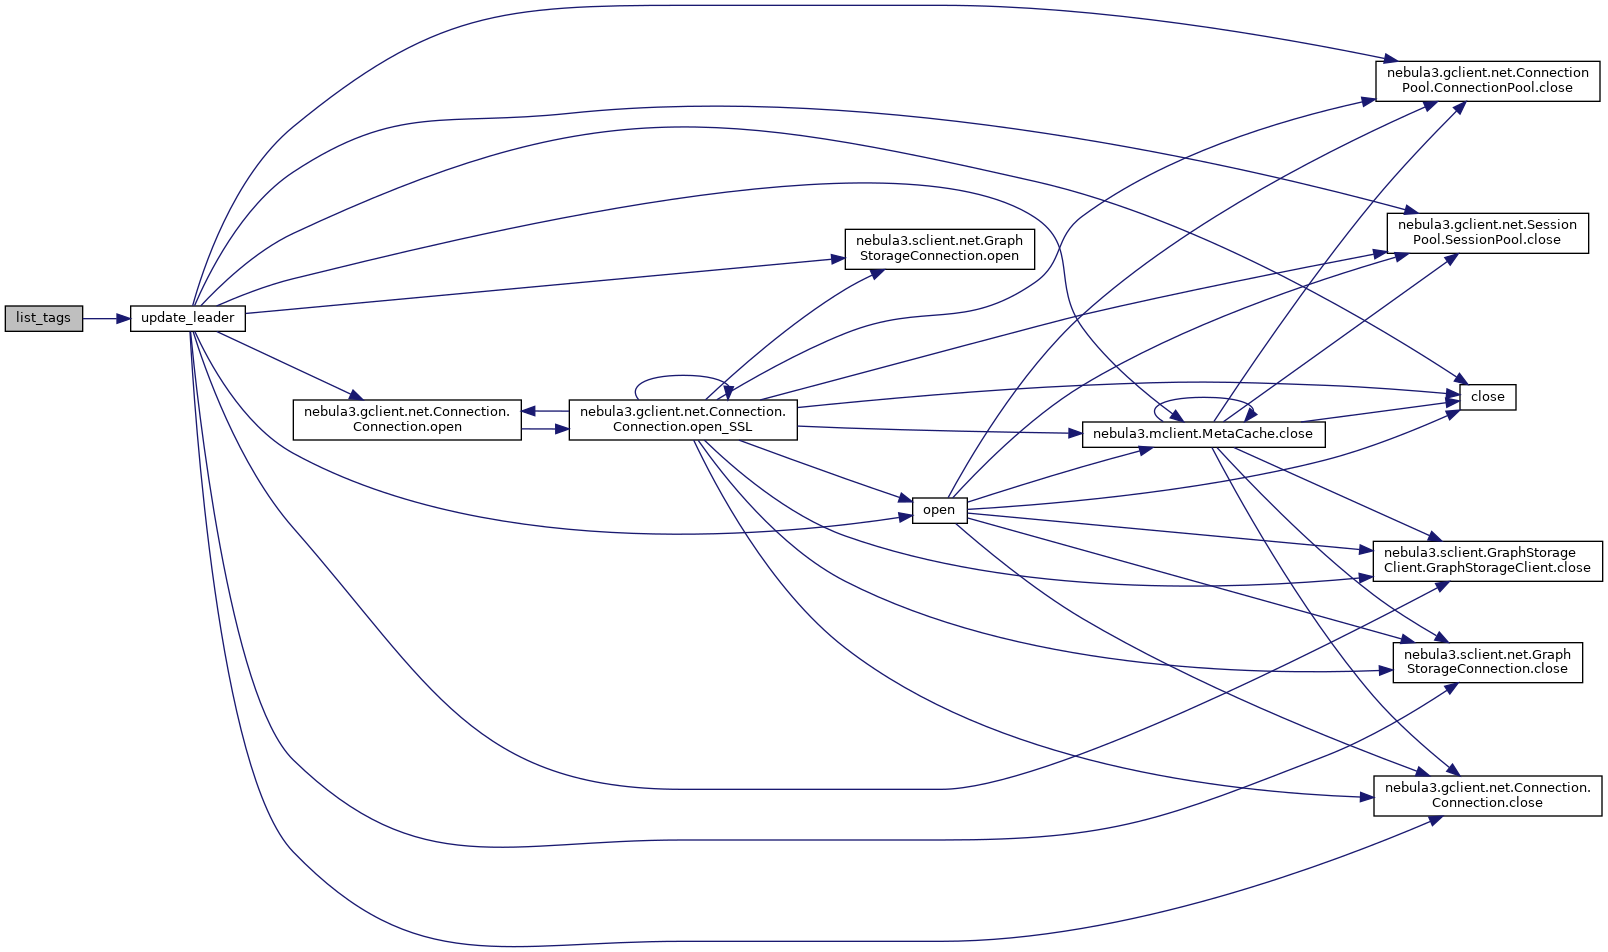 list_tags
update_leader
nebula3.gclient.net.Connection.
Connection.open
nebula3.gclient.net.Connection.
Connection.open_SSL
nebula3.sclient.net.Graph
StorageConnection.open
open
nebula3.mclient.MetaCache.close
nebula3.gclient.net.Connection
Pool.ConnectionPool.close
nebula3.gclient.net.Session
Pool.SessionPool.close
close
nebula3.sclient.GraphStorage
Client.GraphStorageClient.close
nebula3.sclient.net.Graph
StorageConnection.close
nebula3.gclient.net.Connection.
Connection.close